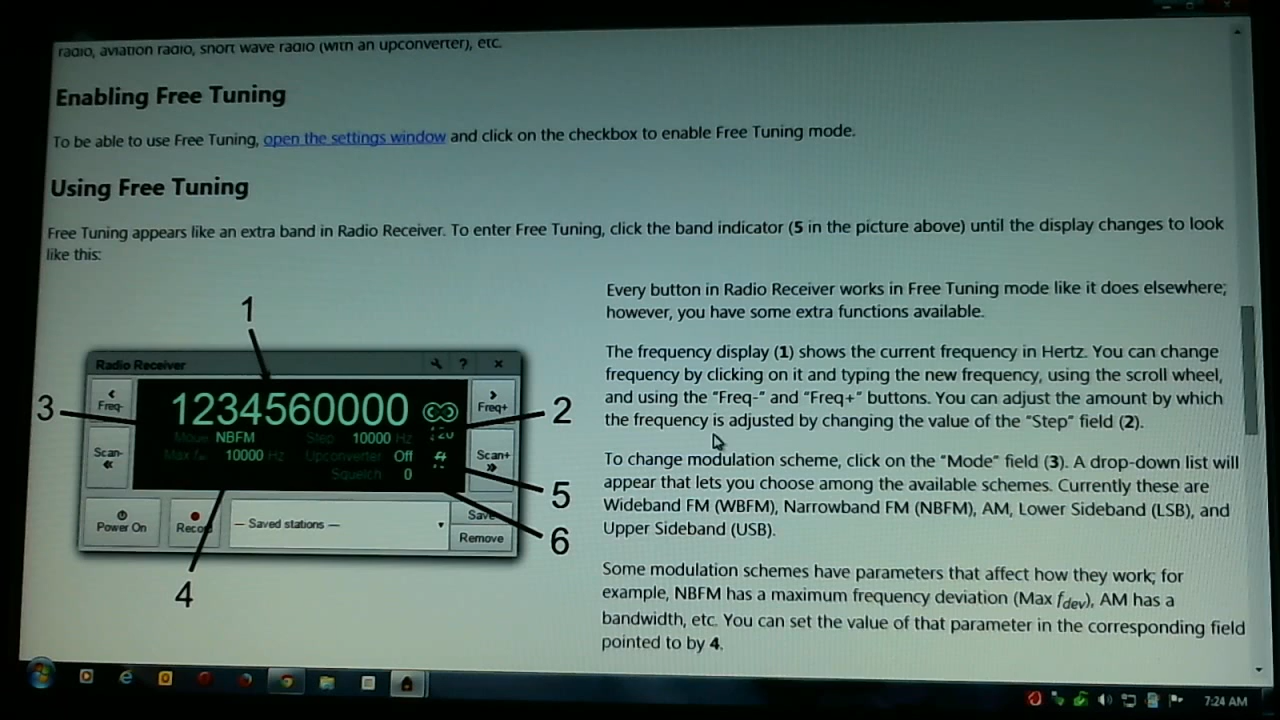 radio, aviation radio, short wave radio (with an upconverter), etc.
Enabling Free Tuning
To be able to use Free Tuning, open the settings window and click on the checkbox to enable Free Tuning mode.
Using Free Tuning
Free Tuning appears like an extra band in Radio Receiver. To enter Free Tuning, click the band indicator (5 in the picture above) until the display changes to look
like this:
1
Radio Receiver
?
Freq-
1234560000
Freq+
3
2
Mode NBFM Step 10000 Hz
Scan-
Max f 10000 Hz Upconverter Off
Scan+
Squelch 0
5
Power On
Reco
— Saved stations —
Save
Remove
6
4
Every button in Radio Receiver works in Free Tuning mode like it does elsewhere;
however, you have some extra functions available.
The frequency display (1) shows the current frequency in Hertz. You can change
frequency by clicking on it and typing the new frequency, using the scroll wheel,
and using the "Freq-" and "Freq+" buttons. You can adjust the amount by which
the frequency is adjusted by changing the value of the "Step" field (2).
To change modulation scheme, click on the "Mode" field (3). A drop-down list will
appear that lets you choose among the available schemes. Currently these are
Wideband FM (WBFM), Narrowband FM (NBFM), AM, Lower Sideband (LSB), and
Upper Sideband (USB).
Some modulation schemes have parameters that affect how they work; for
example, NBFM has a maximum frequency deviation (Max fdev), AM has a
bandwidth, etc. You can set the value of that parameter in the corresponding field
pointed to by 4.
7:24 AM